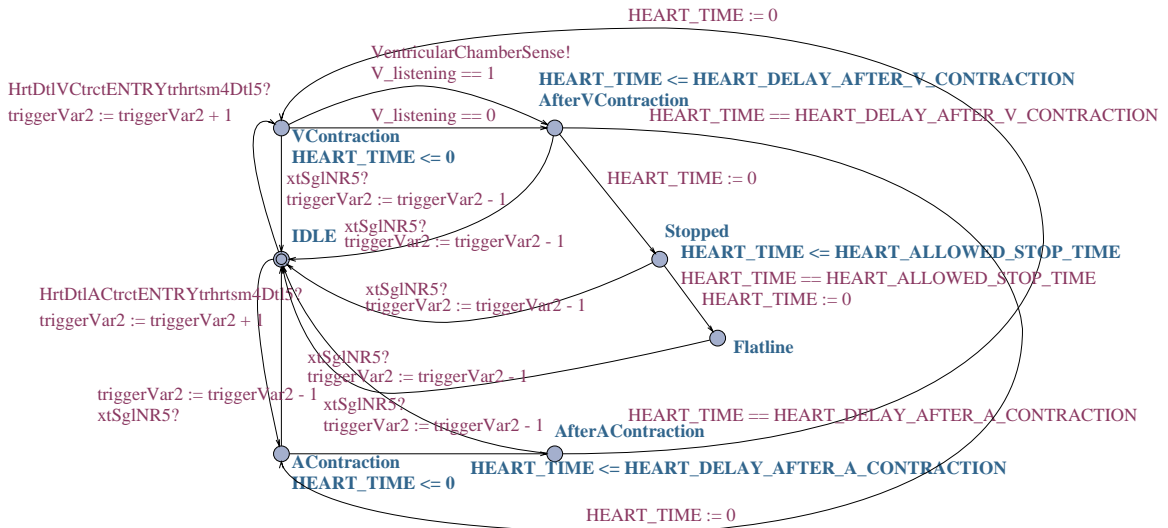 HEART_TIME := 0
VentricularChamberSense!
V_listening == 1
HEART_TIME <= HEART_DELAY_AFTER_V_CONTRACTION
AfterVContraction
HrtDtlVCtrctENTRYtrhrtsm4Dtl5?
triggerVar2 := triggerVar2 + 1
V_listening == 0
HEART_TIME == HEART_DELAY_AFTER_V_CONTRACTION
VContraction
HEART_TIME <= 0
xtSglNR5?
triggerVar2 := triggerVar2 - 1
HEART_TIME := 0
IDLE
xtSglNR5?
triggerVar2 := triggerVar2 - 1
Stopped
HEART_TIME <= HEART_ALLOWED_STOP_TIME
HEART_TIME == HEART_ALLOWED_STOP_TIME
HEART_TIME := 0
HrtDtlACtrctENTRYtrhrtsm4Dtl5?
triggerVar2 := triggerVar2 + 1
xtSglNR5?
triggerVar2 := triggerVar2 - 1
Flatline
xtSglNR5?
triggerVar2 := triggerVar2 - 1
triggerVar2 := triggerVar2 - 1
xtSglNR5?
xtSglNR5?
triggerVar2 := triggerVar2 - 1
HEART_TIME == HEART_DELAY_AFTER_A_CONTRACTION
AfterAContraction
HEART_TIME <= HEART_DELAY_AFTER_A_CONTRACTION
AContraction
HEART_TIME <= 0
HEART_TIME := 0